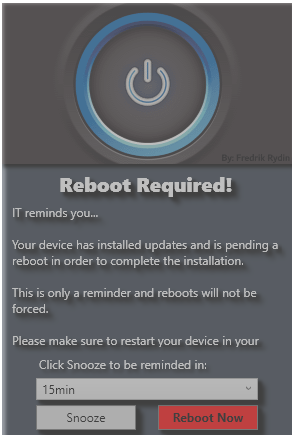 By: Fredrik Rydin
Reboot Required!
IT reminds you...
Your device has installed updates and is pending a
reboot in order to complete the installation.
This is only a reminder and reboots will not be
forced.
Please make sure to restart your device in your
Click Snooze to be reminded in:
15min
Snooze
Reboot Now